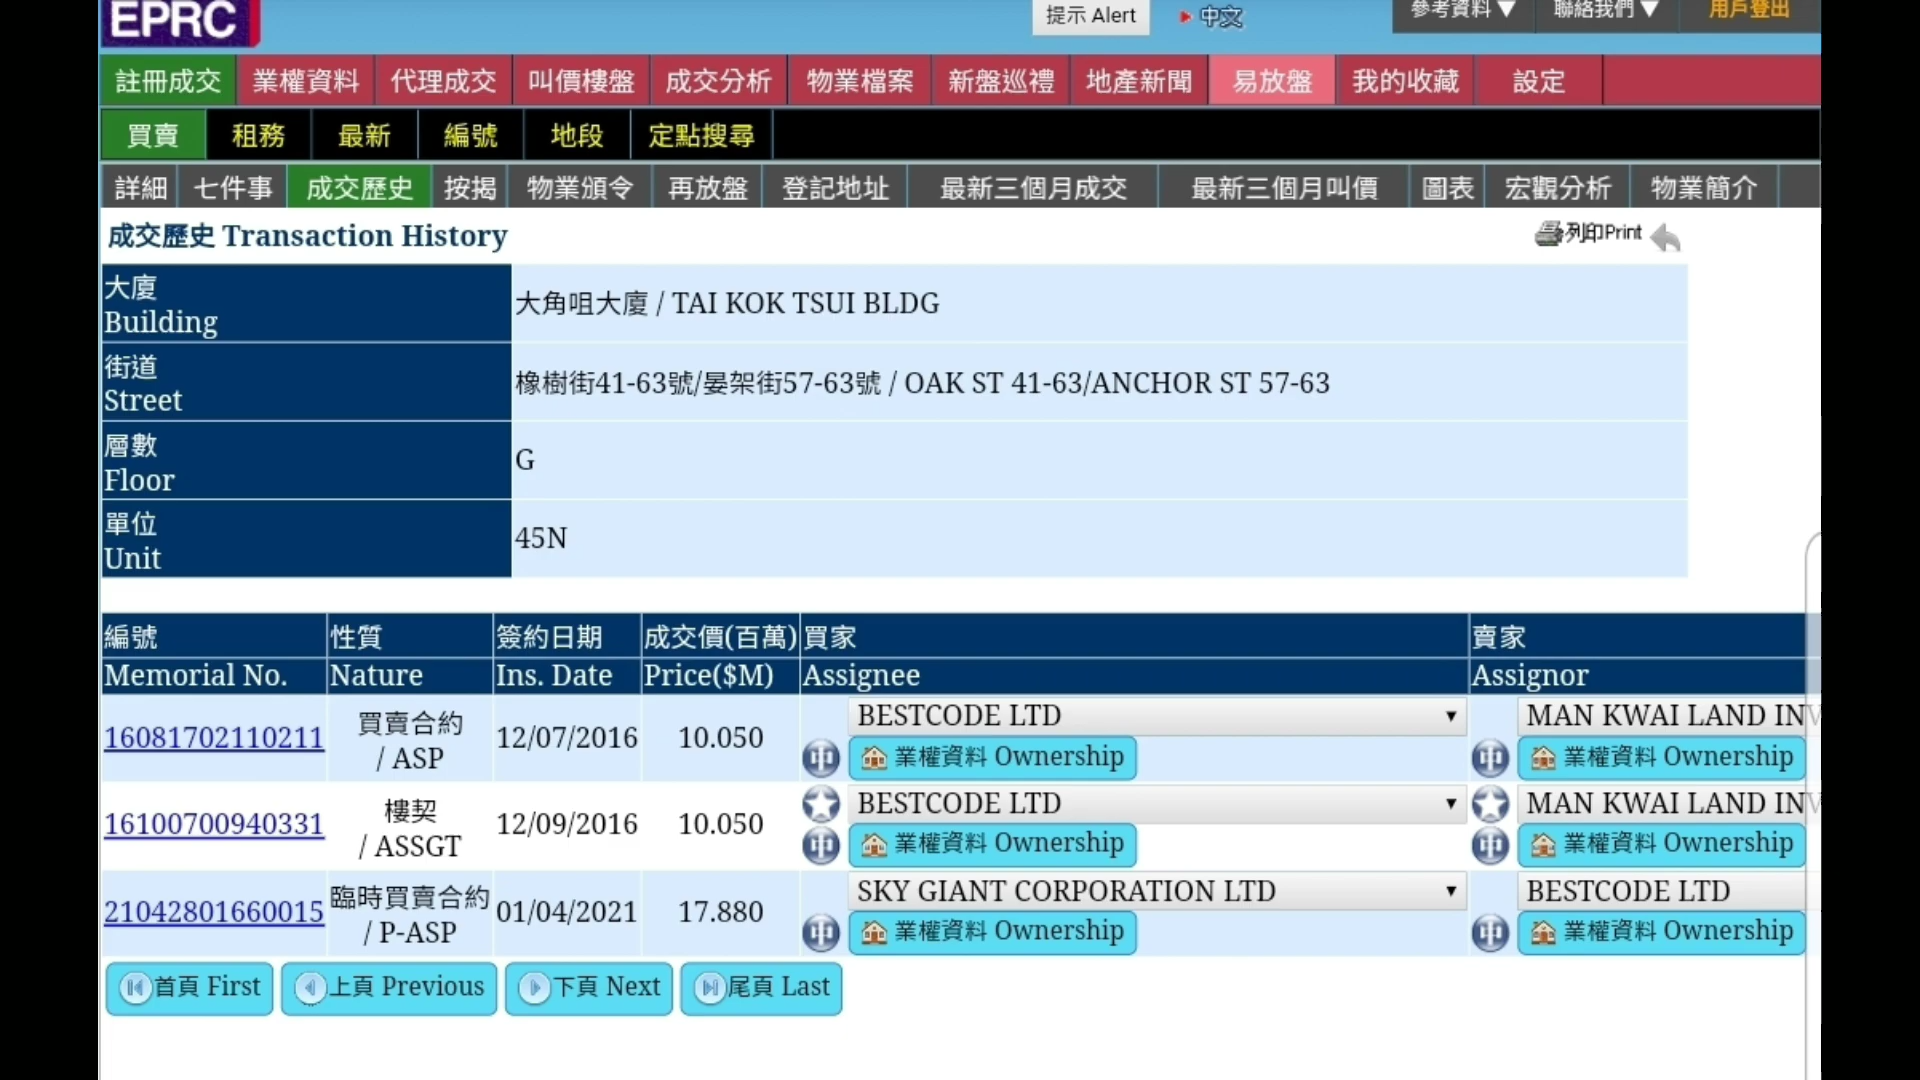 EPRC
提示 Alert
中文
參考資料▼
聯絡我們▼
用戶登出
註冊成交 業權資料 代理成交 叫價樓盤 成交分析 物業檔案 新盤巡禮 地產新聞 易放盤 我的收藏 設定
買賣 租務 最新 編號 地段 定點搜尋
詳細 七件事 成交歷史 按揭 物業頒令 再放盤 登記地址 最新三個月成交 最新三個月叫價 圖表 宏觀分析 物業簡介
成交歷史 Transaction History
列印Print
大廈
Building
大角咀大廈 / TAI KOK TSUI BLDG
街道
Street
橡樹街41-63號/晏架街57-63號 / OAK ST 41-63/ANCHOR ST 57-63
層數
Floor
G
單位
Unit
45N
編號 性質 簽約日期 成交價(百萬) 買家 賣家
Memorial No. Nature Ins. Date Price($M) Assignee Assignor
16081702110211
買賣合約
/ ASP
12/07/2016
10.050
BESTCODE LTD
中 業權資料 Ownership
MAN KWAI LAND INV
中 業權資料 Ownership
16100700940331
樓契
/ ASSGT
12/09/2016
10.050
BESTCODE LTD
中 業權資料 Ownership
MAN KWAI LAND INV
中 業權資料 Ownership
21042801660015
臨時買賣合約
/ P-ASP
01/04/2021
17.880
SKY GIANT CORPORATION LTD
中 業權資料 Ownership
BESTCODE LTD
中 業權資料 Ownership
首頁 First 上頁 Previous 下頁 Next 尾頁 Last